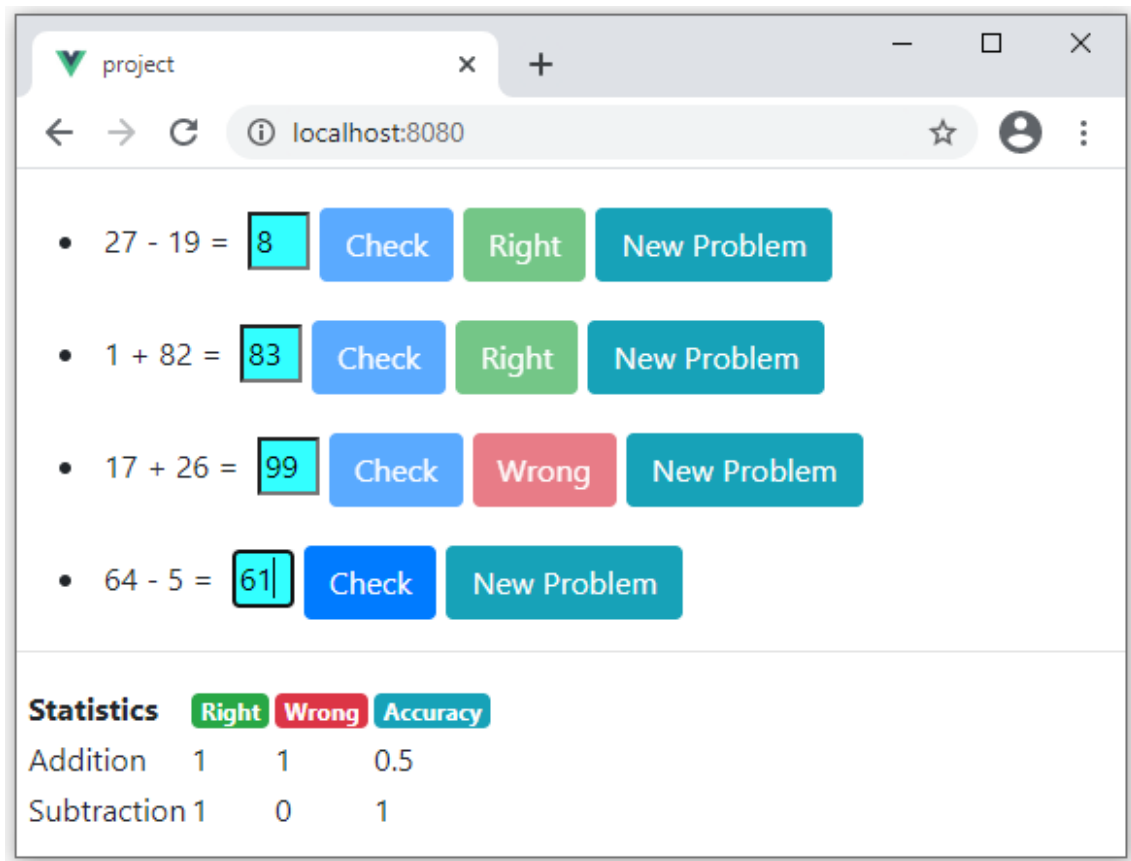 project
localhost:8080
• 27 - 19 = 8 Check Right New Problem
• 1 + 82 = 83 Check Right New Problem
• 17 + 26 = 99 Check Wrong New Problem
• 64 - 5 = 61 Check New Problem
Statistics Right Wrong Accuracy
Addition 1 1 0.5
Subtraction 1 0 1